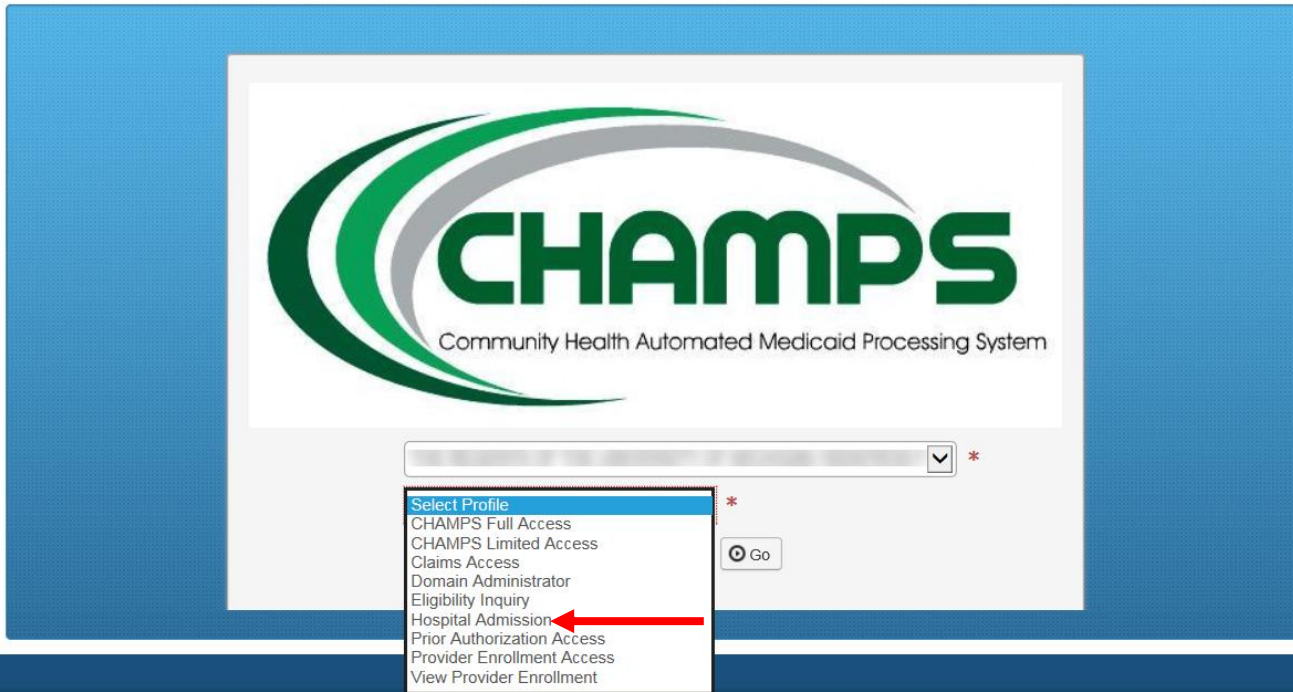 CHAMPS
Community Health Automated Medicaid Processing System
*
Select Profile
*
CHAMPS Full Access
CHAMPS Limited Access
Claims Access
Go
Domain Administrator
Eligibility Inquiry
Hospital Admission
Prior Authorization Access
Provider Enrollment Access
View Provider Enrollment